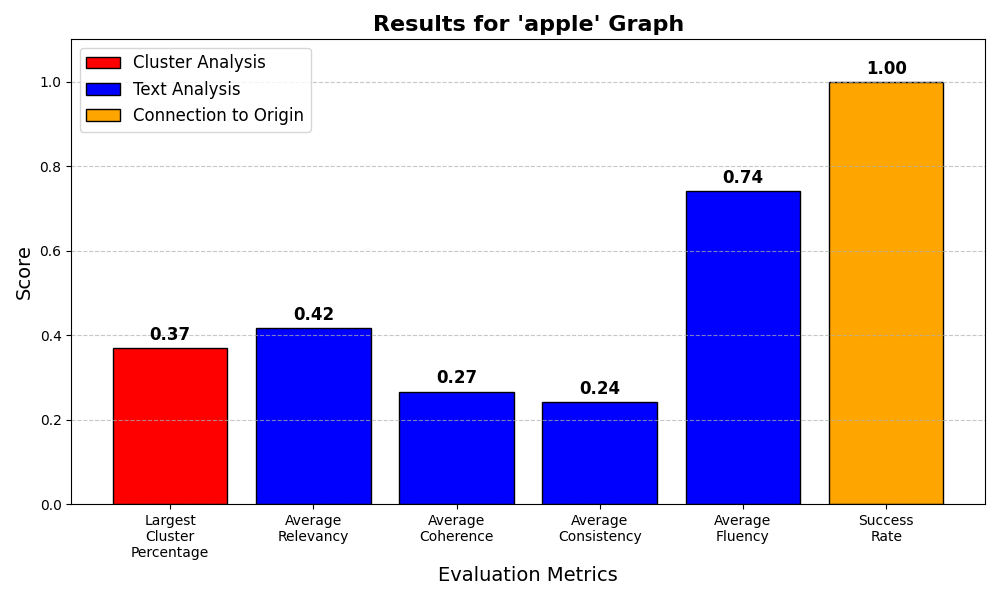 Results for 'apple' Graph
Cluster Analysis
Text Analysis
Connection to Origin
Score
1.0
0.8
0.6
0.4
0.2
0.0
0.37
0.42
0.27
0.24
0.74
1.00
Largest
Cluster
Percentage
Average
Relevancy
Average
Coherence
Average
Consistency
Average
Fluency
Success
Rate
Evaluation Metrics